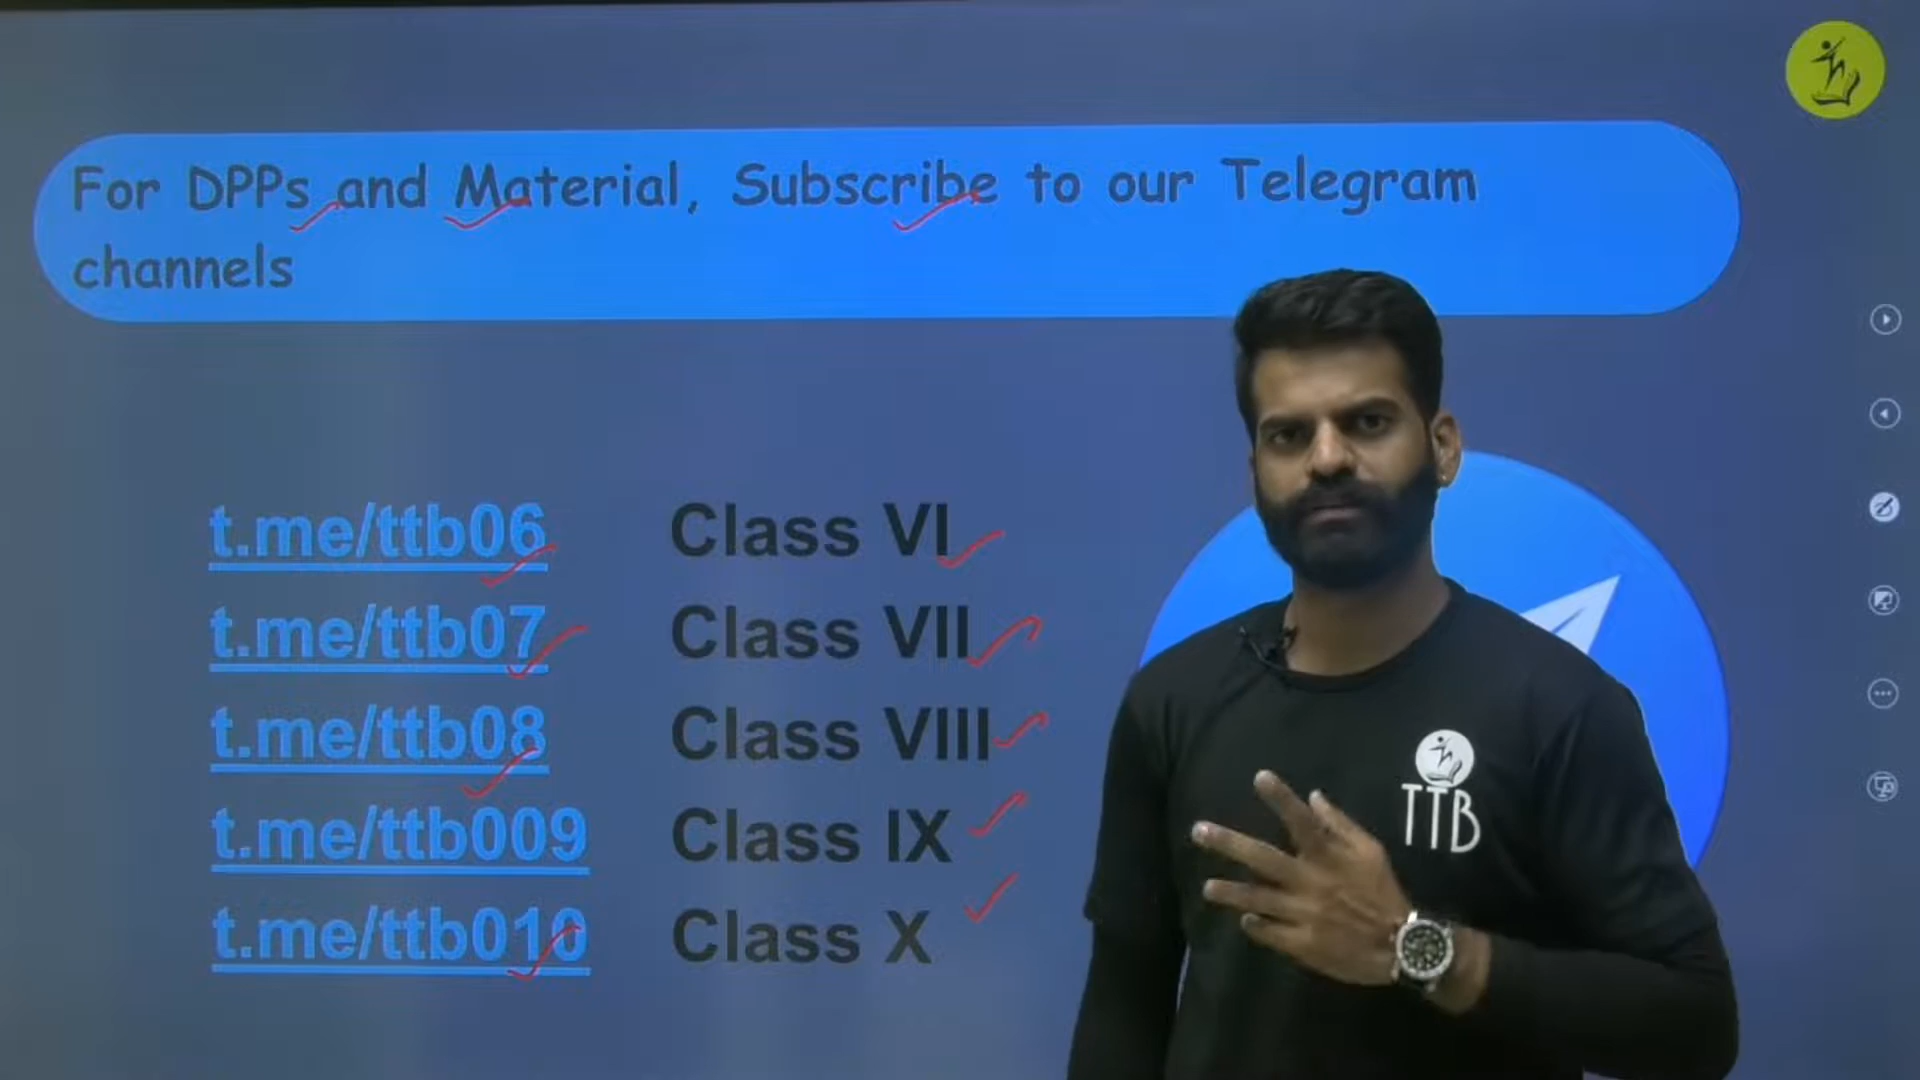 For DPPs and Material, Subscribe to our Telegram
channels
t.me/ttb06 Class VI
t.me/ttb07 Class VII
t.me/ttb08 Class VIII
t.me/ttb009 Class IX
t.me/ttb010 Class X
TTB